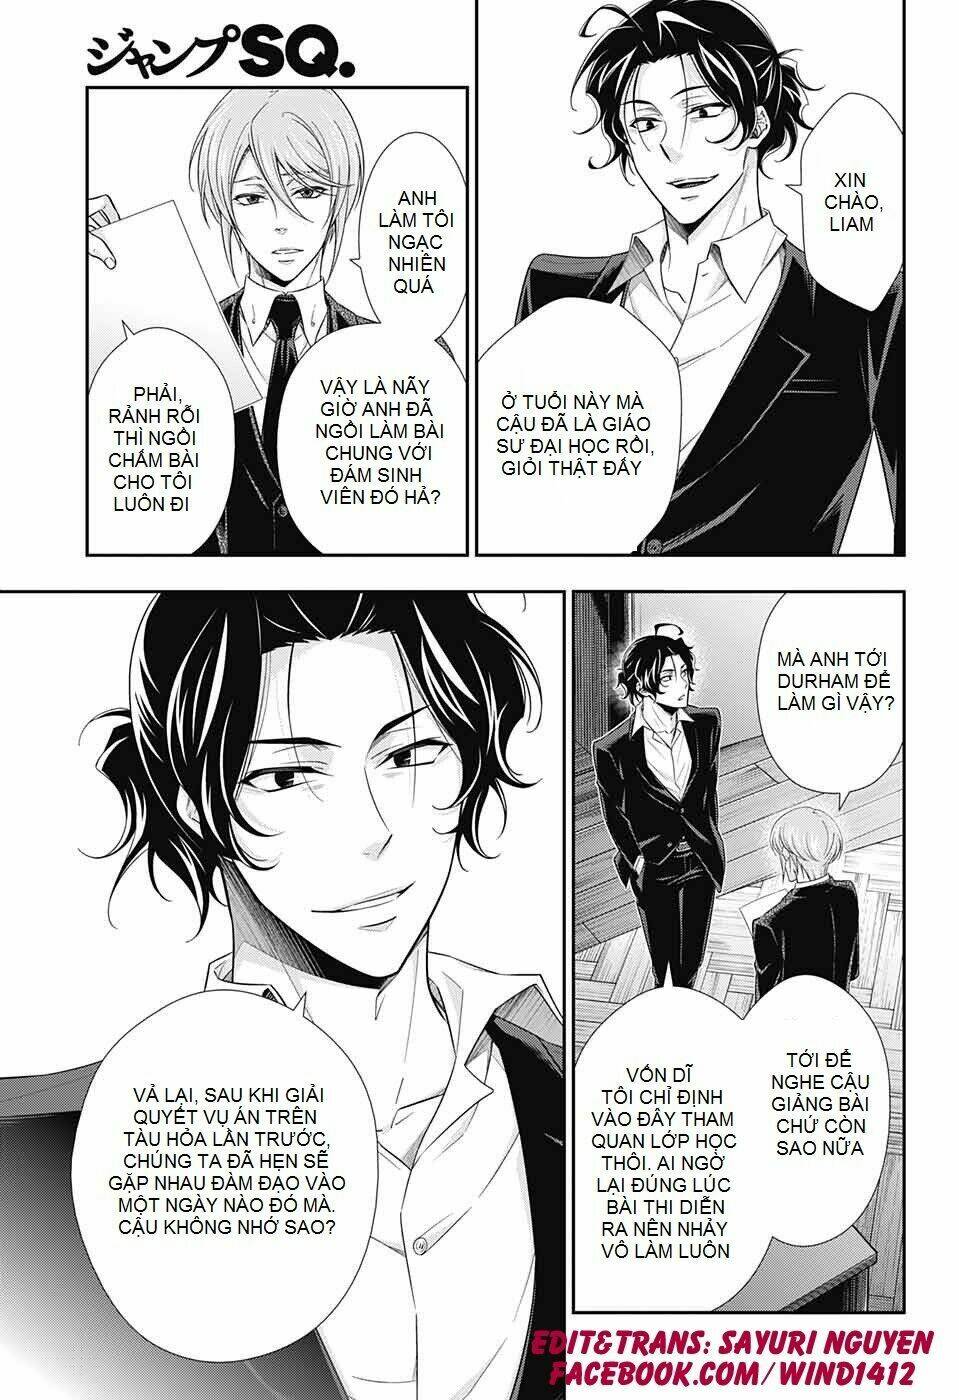 ジャンプSQ.
XIN
CHÀO,
LIAM
Ở TUỔI NÀY MÀ
CẬU ĐÃ LÀ GIÁO
SƯ ĐẠI HỌC RỒI,
GIỎI THẬT ĐẤY
ANH
LÀM TÔI
NGẠC
NHIÊN
QUÁ
VẬY LÀ NÃY
GIỜ ANH ĐÃ
NGỒI LÀM BÀI
CHUNG VỚI
ĐÁM SINH
VIÊN ĐÓ HẢ?
PHẢI,
RẢNH RỖI
THÌ NGỒI
CHẤM BÀI
CHO TÔI
LUÔN ĐI
MÀ ANH TỚI
DURHAM ĐỂ
LÀM GÌ VẬY?
TỚI ĐỂ
NGHE CẬU
GIẢNG BÀI
CHỨ CÒN
SAO NỮA
VỐN DĨ
TÔI CHỈ ĐỊNH
VÀO ĐÂY THAM
QUAN LỚP HỌC
THÔI. AI NGỜ
LẠI ĐÚNG LÚC
BÀI THI DIỄN
RA NÊN NHẢY
VÔ LÀM LUÔN
VẢ LẠI, SAU KHI GIẢI
QUYẾT VỤ ÁN TRÊN
TÀU HỎA LẦN TRƯỚC,
CHÚNG TA ĐÃ HẸN SẼ
GẶP NHAU ĐÀM ĐẠO VÀO
MỘT NGÀY NÀO ĐÓ MÀ.
CẬU KHÔNG NHỚ SAO?
EDIT&TRANS: SAYURI NGUYEN
FACEBOOK.COM/WIND1412